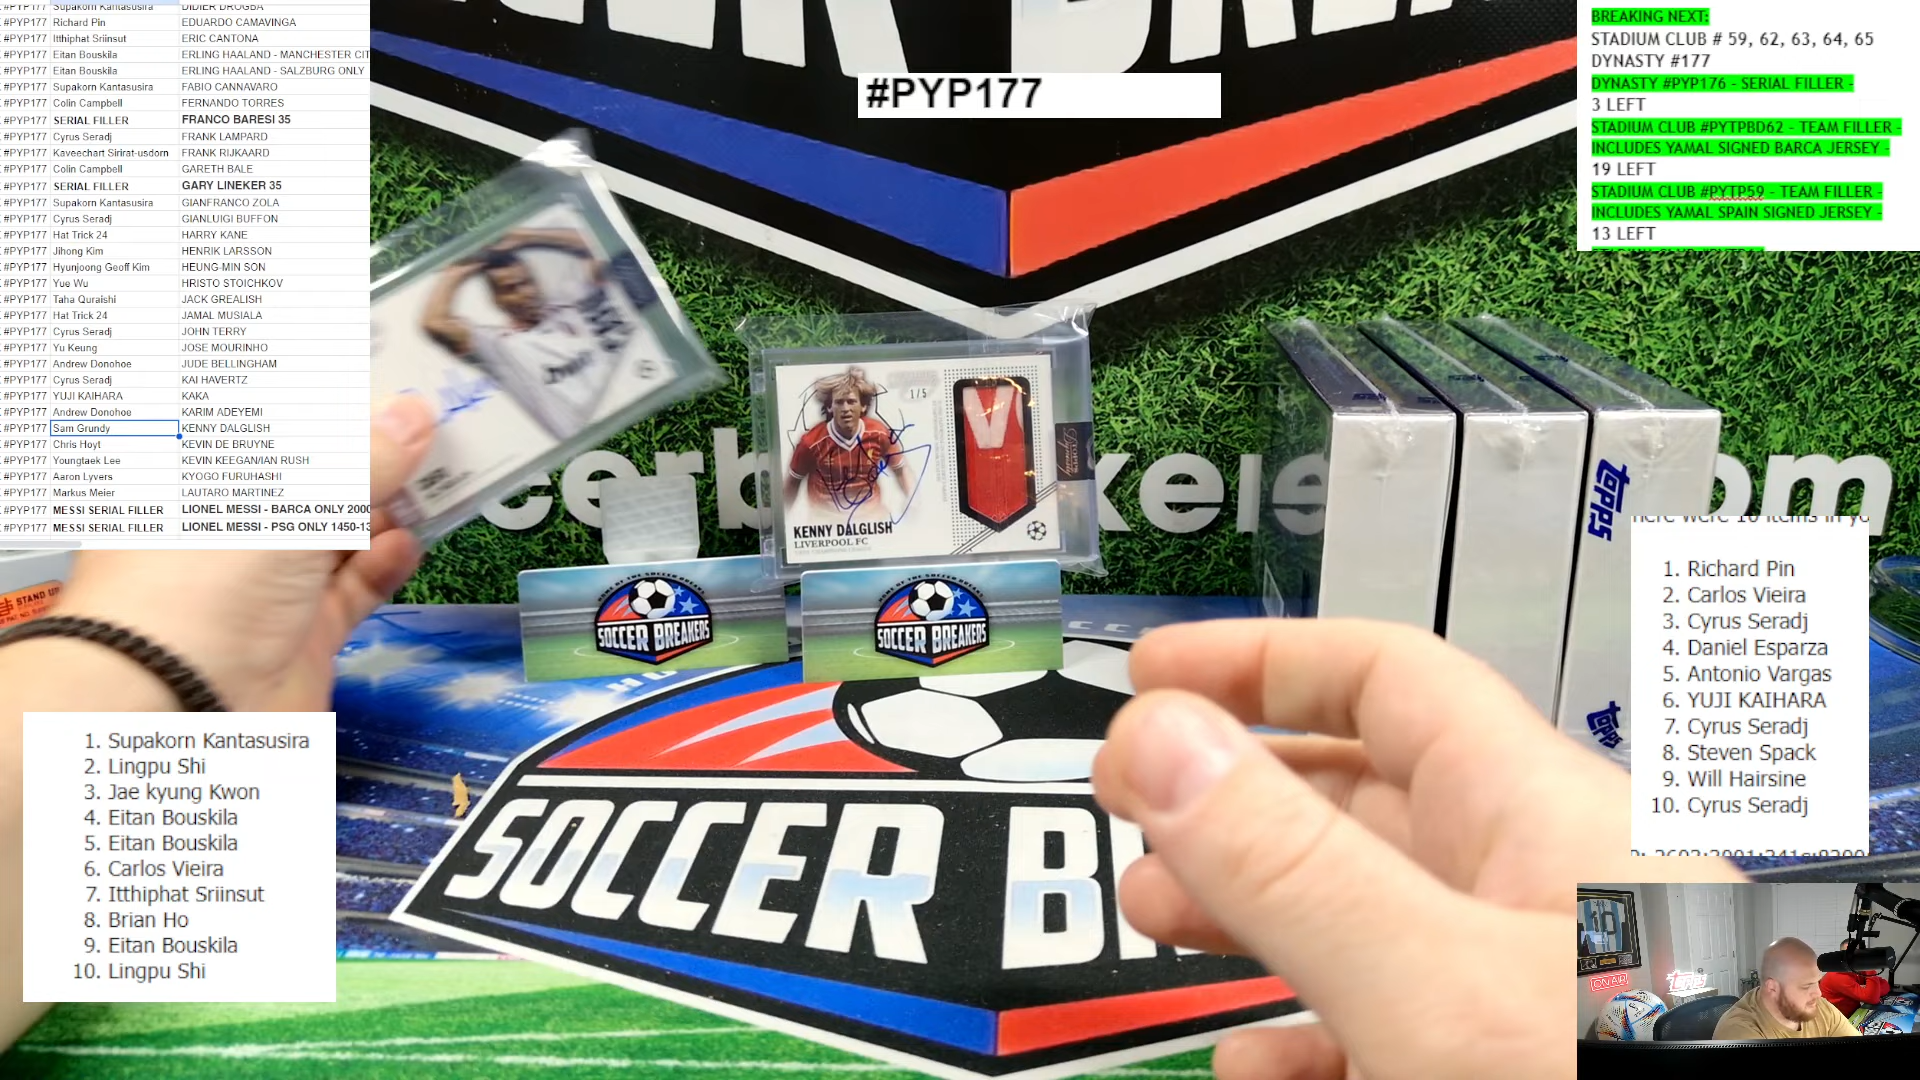 #PYP177 Supakorn Kantasusira DIDIER DROGBA
#PYP177 Richard Pin EDUARDO CAMAVINGA
#PYP177 Itthiphat Sriinsut ERIC CANTONA
#PYP177 Eitan Bouskila ERLING HAALAND - MANCHESTER CIT
#PYP177 Eitan Bouskila ERLING HAALAND - SALZBURG ONLY
#PYP177 Supakorn Kantasusira FABIO CANNAVARO
#PYP177 Colin Campbell FERNANDO TORRES
#PYP177 SERIAL FILLER FRANCO BARESI 35
#PYP177 Cyrus Seradj FRANK LAMPARD
#PYP177 Kaveechart Sirirat-usdorn FRANK RIJKAARD
#PYP177 Colin Campbell GARETH BALE
#PYP177 SERIAL FILLER GARY LINEKER 35
#PYP177 Supakorn Kantasusira GIANFRANCO ZOLA
#PYP177 Cyrus Seradj GIANLUIGI BUFFON
#PYP177 Hat Trick 24 HARRY KANE
#PYP177 Jihong Kim HENRIK LARSSON
#PYP177 Hyunjoong Geoff Kim HEUNG-MIN SON
#PYP177 Yue Wu HRISTO STOICHKOV
#PYP177 Taha Quraishi JACK GREALISH
#PYP177 Hat Trick 24 JAMAL MUSIALA
#PYP177 Cyrus Seradj JOHN TERRY
#PYP177 Yu Keung JOSE MOURINHO
#PYP177 Andrew Donohoe JUDE BELLINGHAM
#PYP177 Cyrus Seradj KAI HAVERTZ
#PYP177 YUJI KAIHARA KAKA
#PYP177 Andrew Donohoe KARIM ADEYEMI
#PYP177 Sam Grundy KENNY DALGLISH
#PYP177 Chris Hoyt KEVIN DE BRUYNE
#PYP177 Youngtaek Lee KEVIN KEEGAN/IAN RUSH
#PYP177 Aaron Lyvers KYOGO FURUHASHI
#PYP177 Markus Meier LAUTARO MARTINEZ
#PYP177 MESSI SERIAL FILLER LIONEL MESSI - BARCA ONLY 2000
#PYP177 MESSI SERIAL FILLER LIONEL MESSI - PSG ONLY 1450-13
#PYP177
BREAKING NEXT:
STADIUM CLUB # 59, 62, 63, 64, 65
DYNASTY #177
DYNASTY #PYP176 - SERIAL FILLER -
3 LEFT
STADIUM CLUB #PYTPBD62 - TEAM FILLER -
INCLUDES YAMAL SIGNED BARCA JERSEY -
19 LEFT
STADIUM CLUB #PYTP59 - TEAM FILLER -
INCLUDES YAMAL SPAIN SIGNED JERSEY -
13 LEFT
1/5
KENNY DALGLISH
LIVERPOOL FC
cerb
kers
om
topps
topps
STAND UP
SOCCER BREAKERS
SOCCER BREAKERS
SOCCER B
1. Supakorn Kantasusira
2. Lingpu Shi
3. Jae kyung Kwon
4. Eitan Bouskila
5. Eitan Bouskila
6. Carlos Vieira
7. Itthiphat Sriinsut
8. Brian Ho
9. Eitan Bouskila
10. Lingpu Shi
1. Richard Pin
2. Carlos Vieira
3. Cyrus Seradj
4. Daniel Esparza
5. Antonio Vargas
6. YUJI KAIHARA
7. Cyrus Seradj
8. Steven Spack
9. Will Hairsine
10. Cyrus Seradj
10
ON AIR
topps